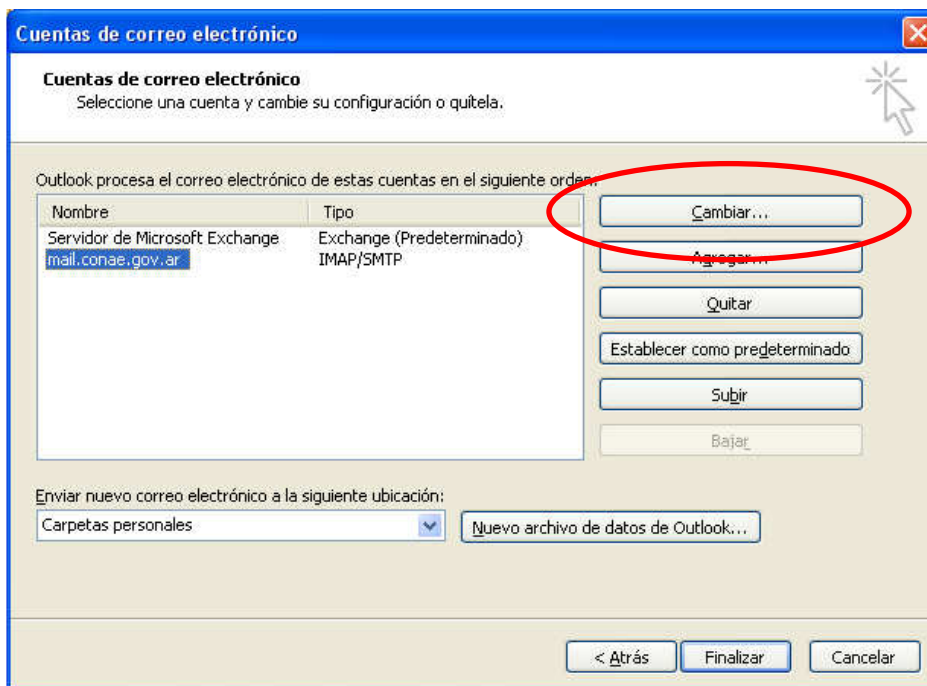 Cuentas de correo electrónico
Cuentas de correo electrónico
Seleccione una cuenta y cambie su configuración o quítela.
Outlook procesa el correo electrónico de estas cuentas en el siguiente orden:
Nombre Tipo
Servidor de Microsoft Exchange Exchange (Predeterminado)
mail.conae.gov.ar IMAP/SMTP
Cambiar...
Agregar...
Quitar
Establecer como predeterminado
Subir
Bajar
Enviar nuevo correo electrónico a la siguiente ubicación:
Carpetas personales
Nuevo archivo de datos de Outlook...
< Atrás Finalizar Cancelar